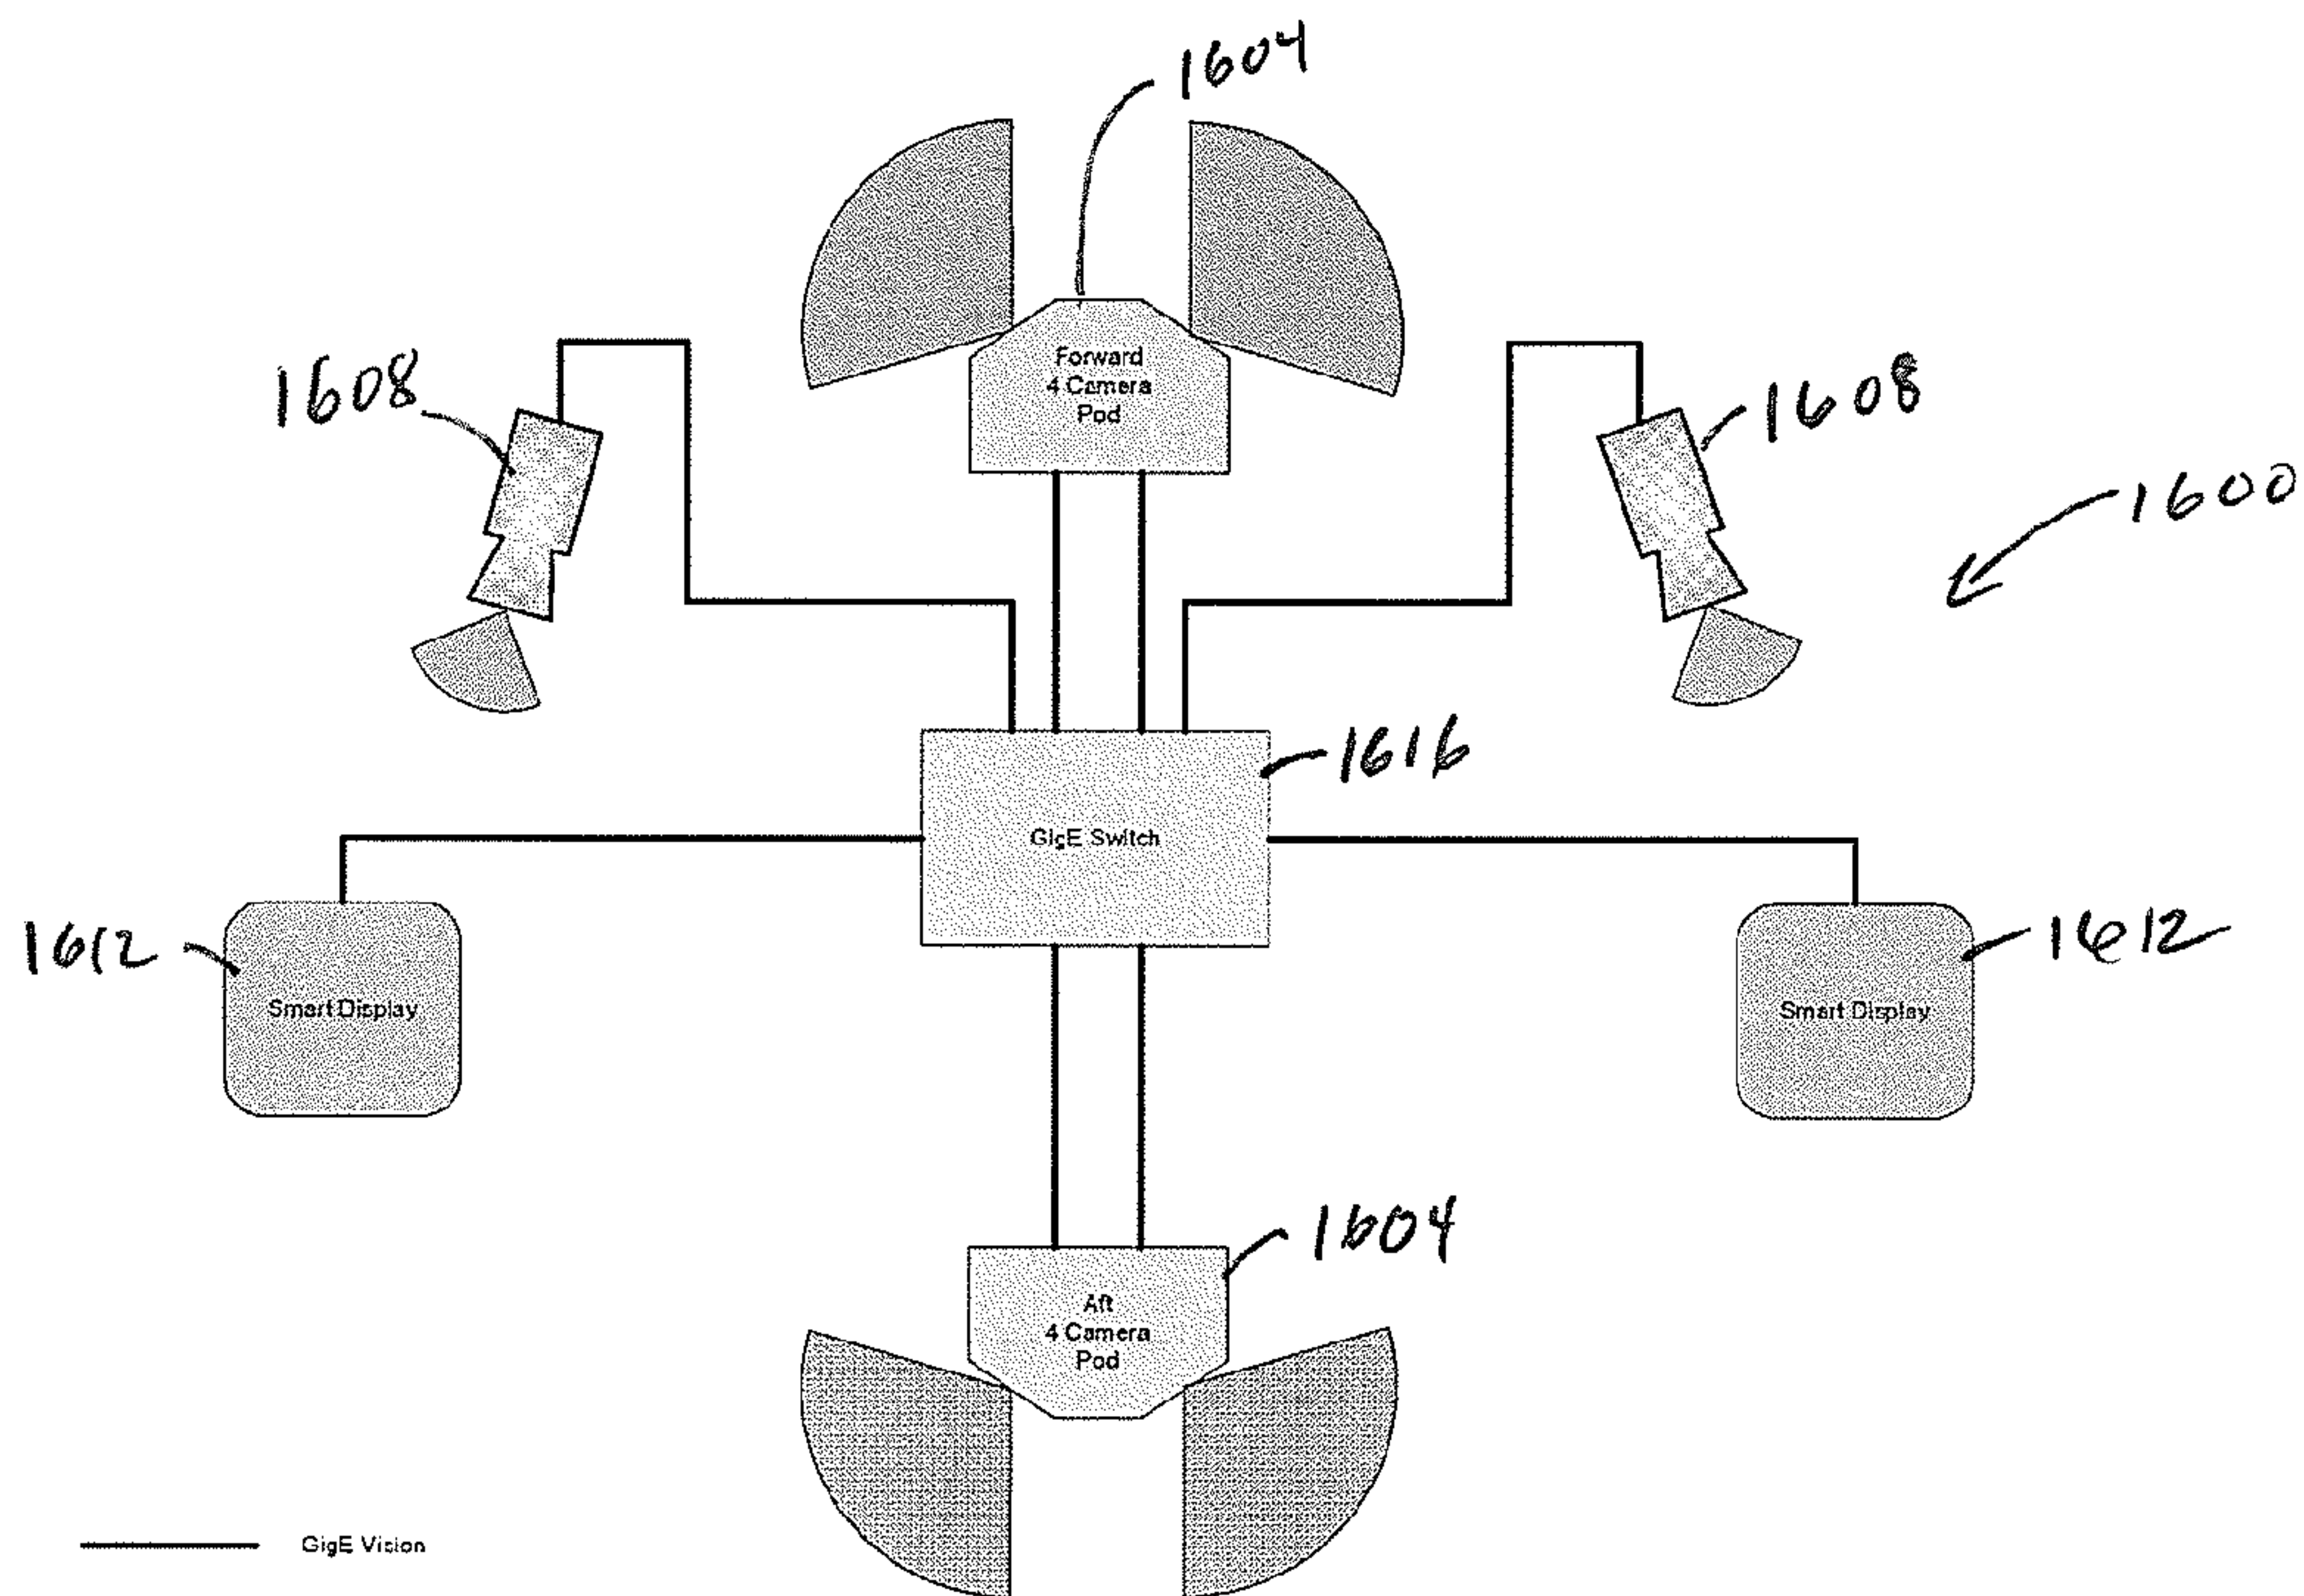 1604
Forward
4 Camera
Pod
1608
1608
1600
1616
GigE Switch
1612
Smart Display
1612
Smart Display
1604
Aft
4 Camera
Pod
GigE Vision